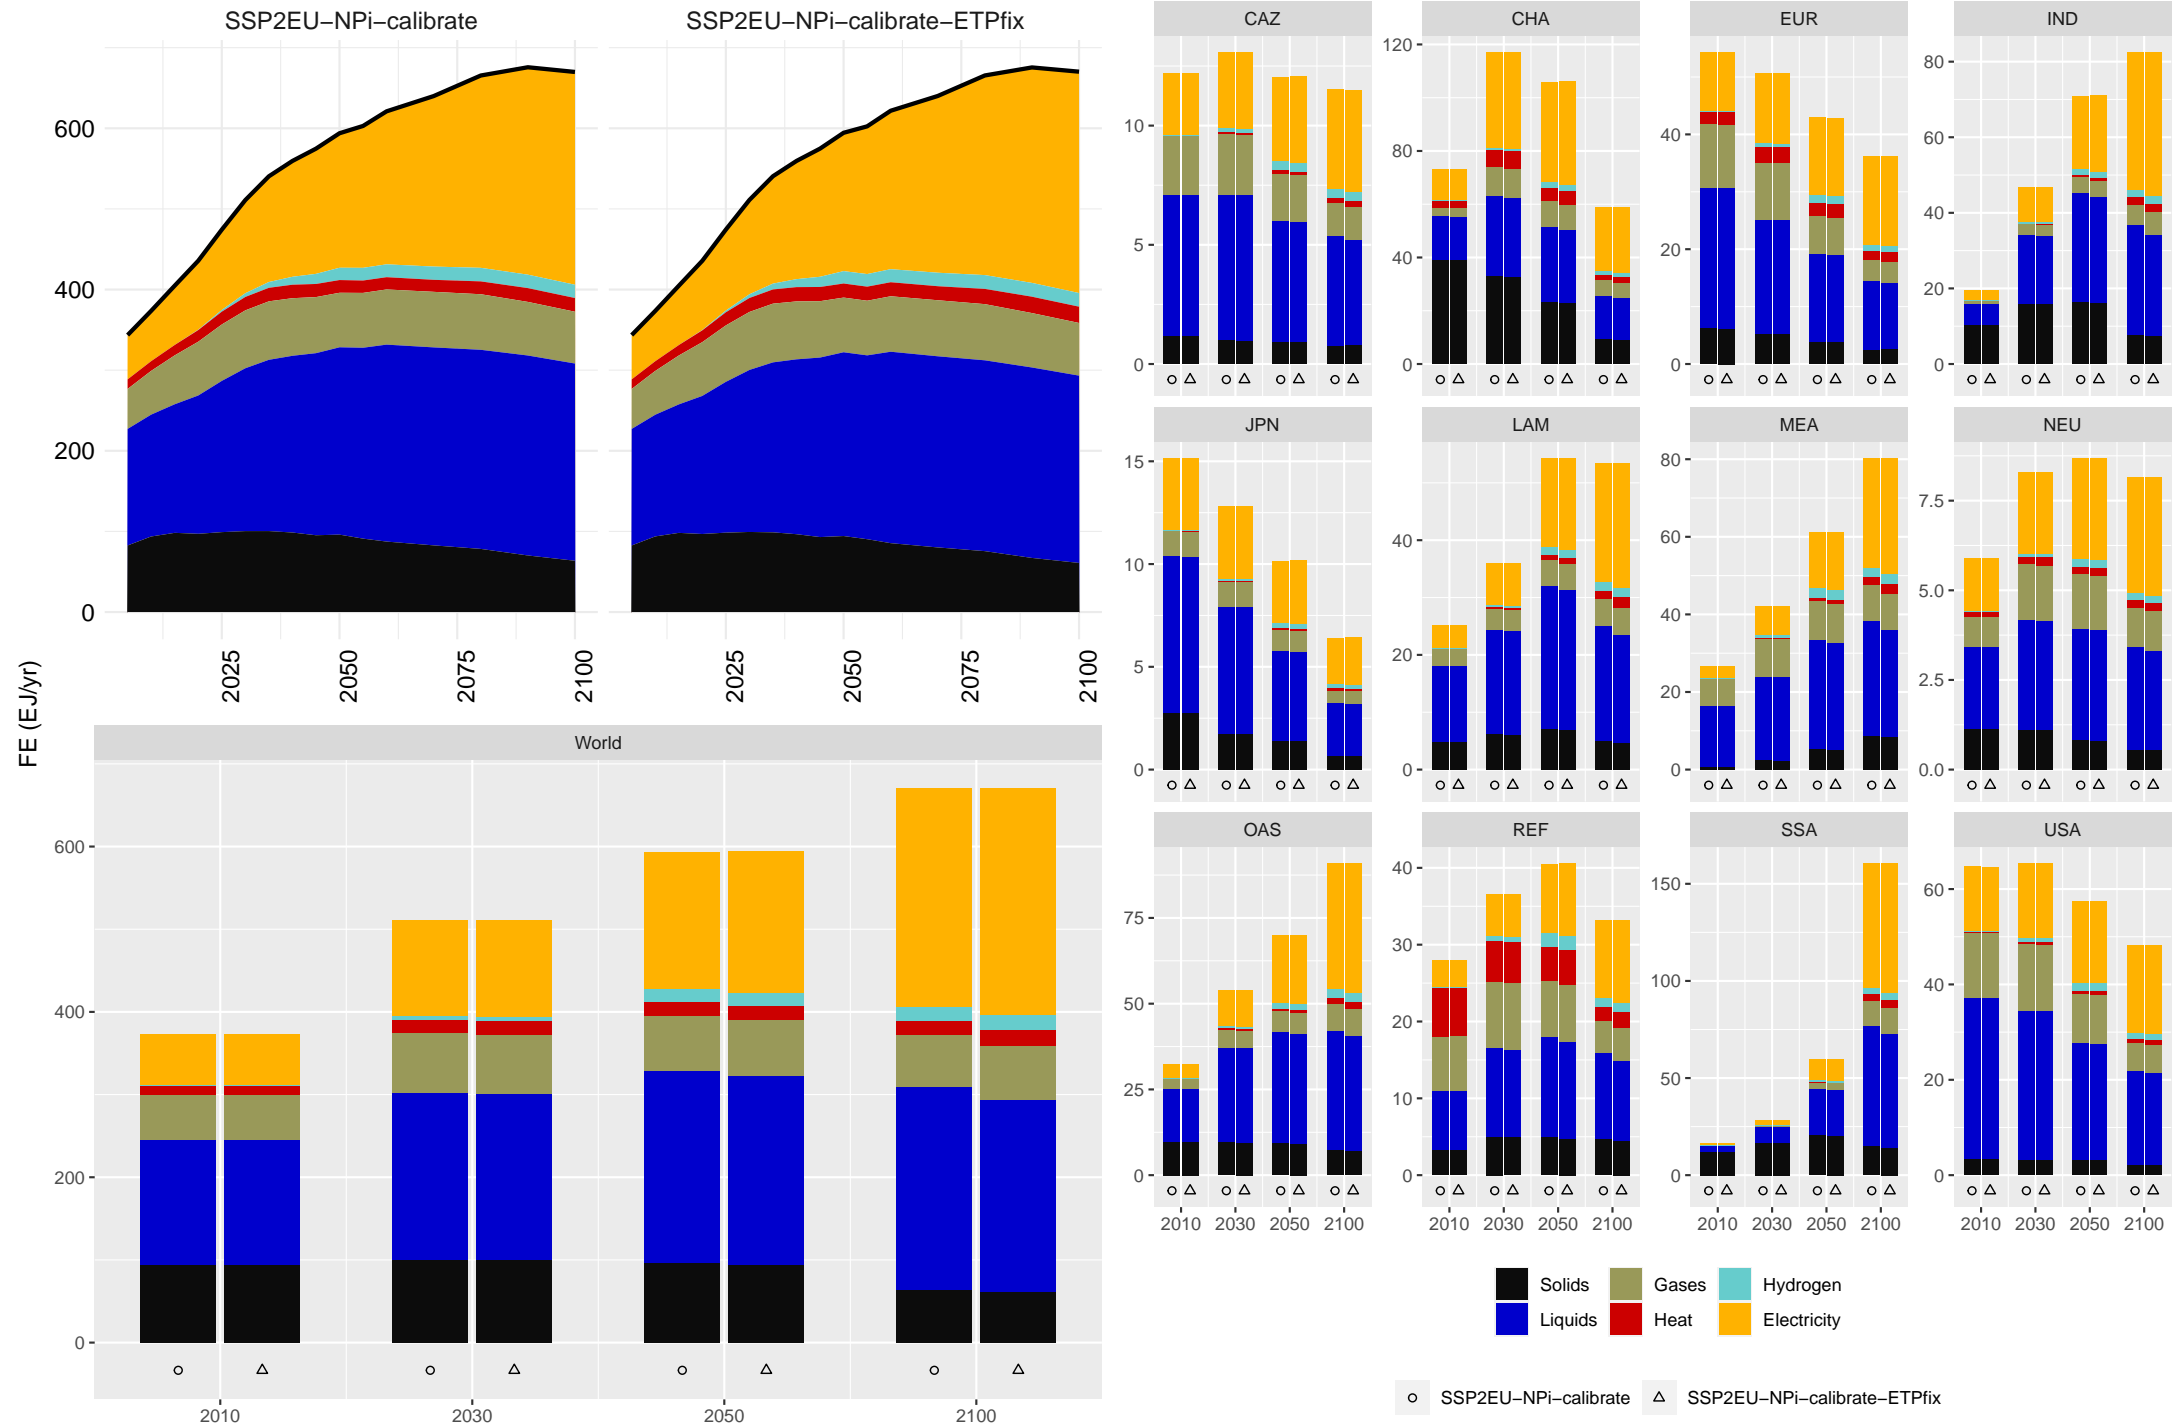 SSP2EU−NPi−calibrate
SSP2EU−NPi−calibrate−ETPfix
600
400
200
0
2025
2050
2075
2100
2025
2050
2075
2100
FE (EJ/yr)
World
600
400
200
0
2010
2030
2050
2100
CAZ
10
5
0
CHA
120
80
40
0
EUR
40
20
0
IND
80
60
40
20
0
JPN
15
10
5
0
LAM
40
20
0
MEA
80
60
40
20
0
NEU
7.5
5.0
2.5
0.0
OAS
75
50
25
0
2010 2030 2050 2100
REF
40
30
20
10
0
2010 2030 2050 2100
SSA
150
100
50
0
2010 2030 2050 2100
USA
60
40
20
0
2010 2030 2050 2100
Solids Gases Hydrogen
Liquids Heat Electricity
SSP2EU−NPi−calibrate SSP2EU−NPi−calibrate−ETPfix